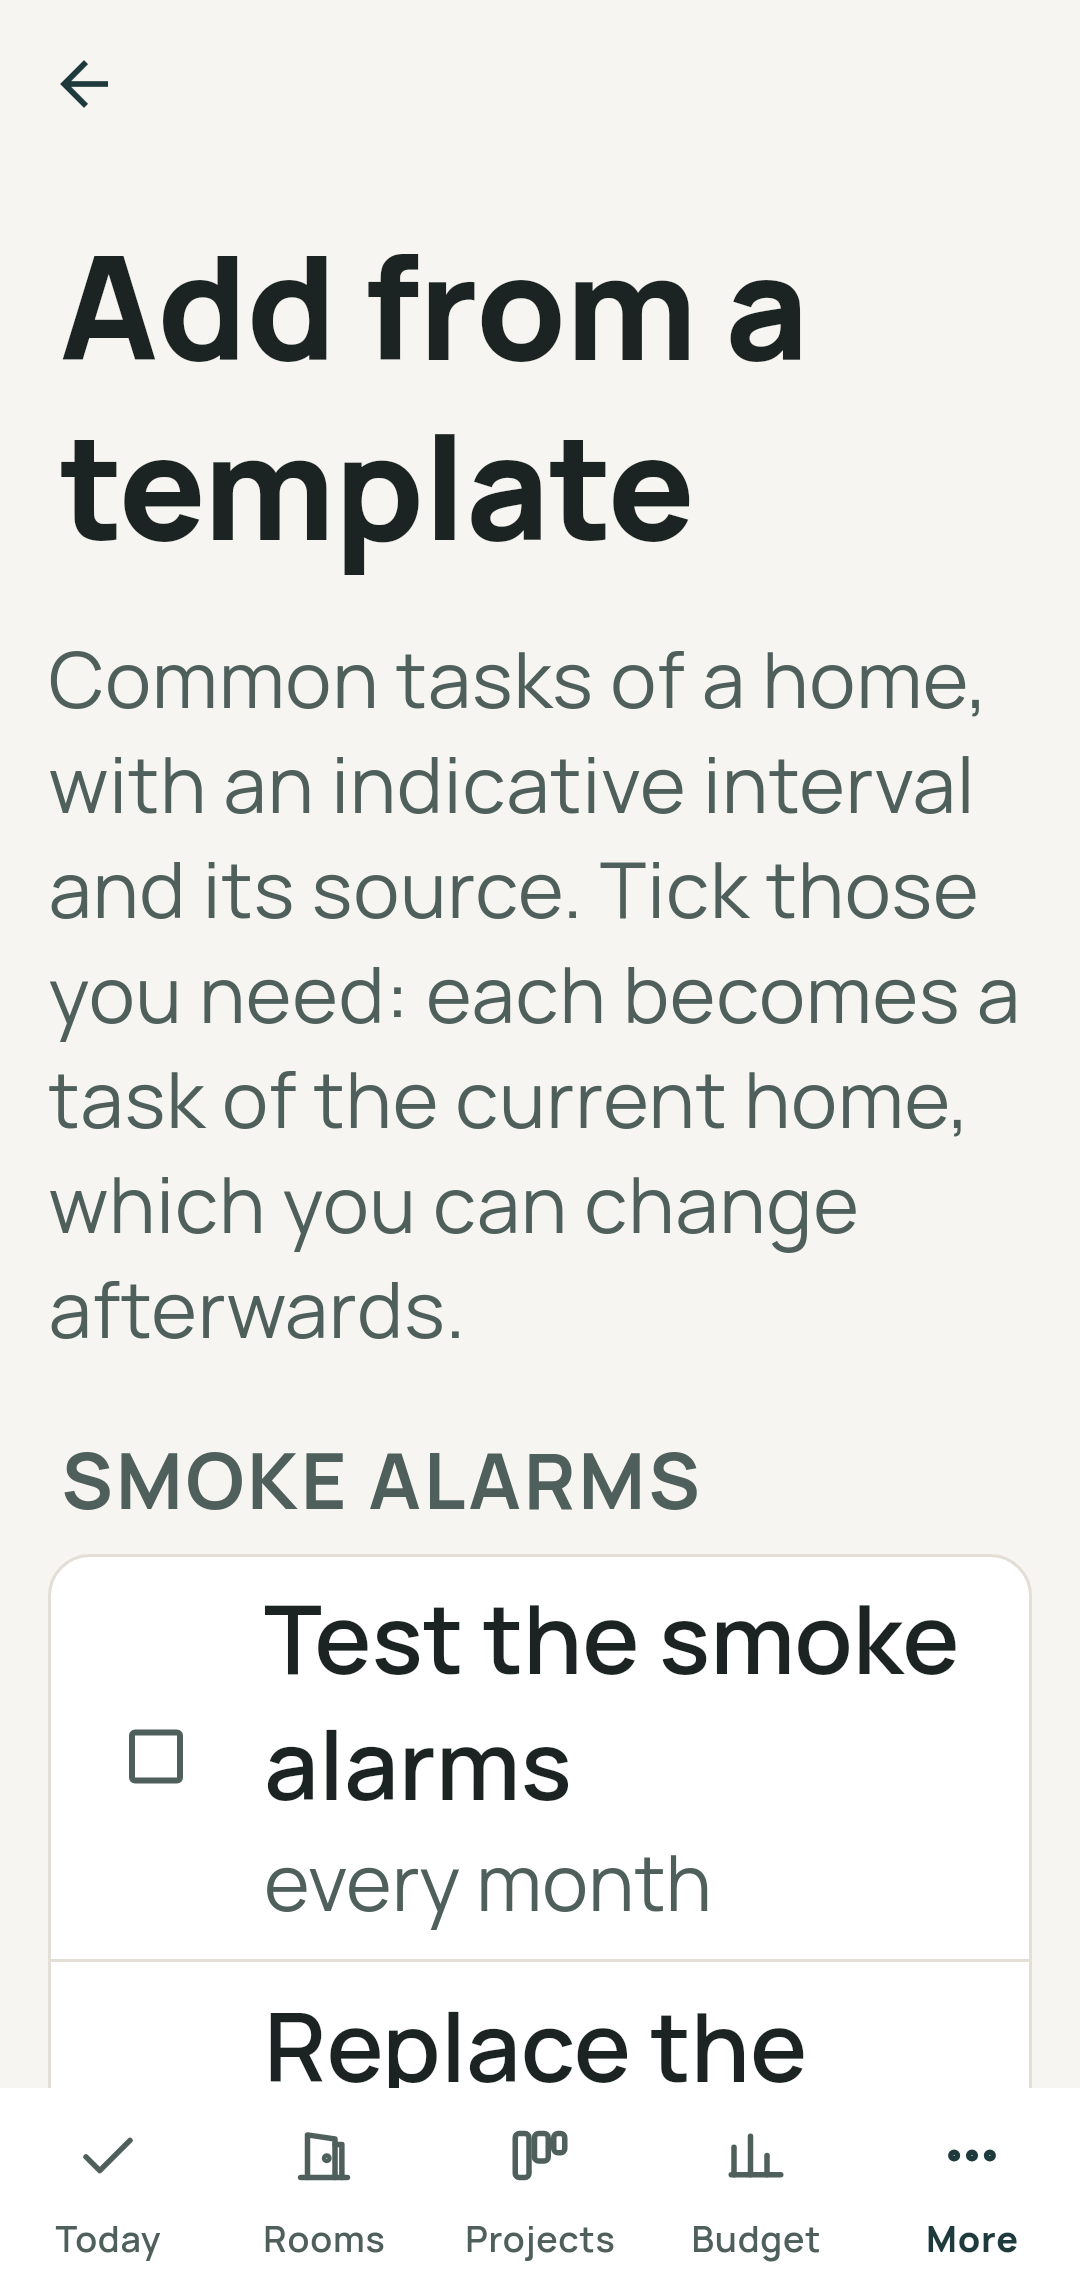 Add from a
template
Common tasks of a home,
with an indicative interval
and its source. Tick those
you need: each becomes a
task of the current home,
which you can change
afterwards.
SMOKE ALARMS
Test the smoke
alarms
every month
Replace the
Today
Rooms
Projects
Budget
More